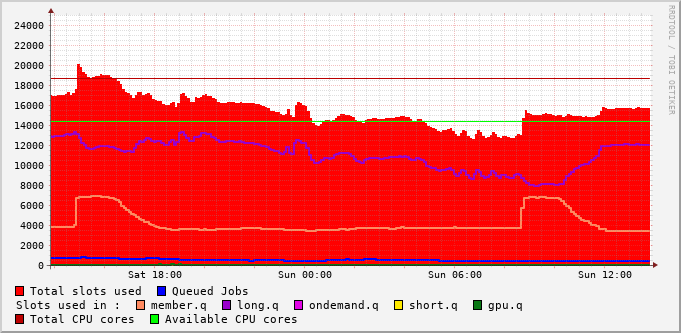 24000
22000
20000
18000
16000
14000
12000
10000
8000
6000
4000
2000
0
Sat 18:00 Sun 00:00 Sun 06:00 Sun 12:00
RRDTOOL / TOBI OETIKER
Total slots used Queued Jobs
Slots used in : member.q long.q ondemand.q short.q gpu.q
Total CPU cores Available CPU cores